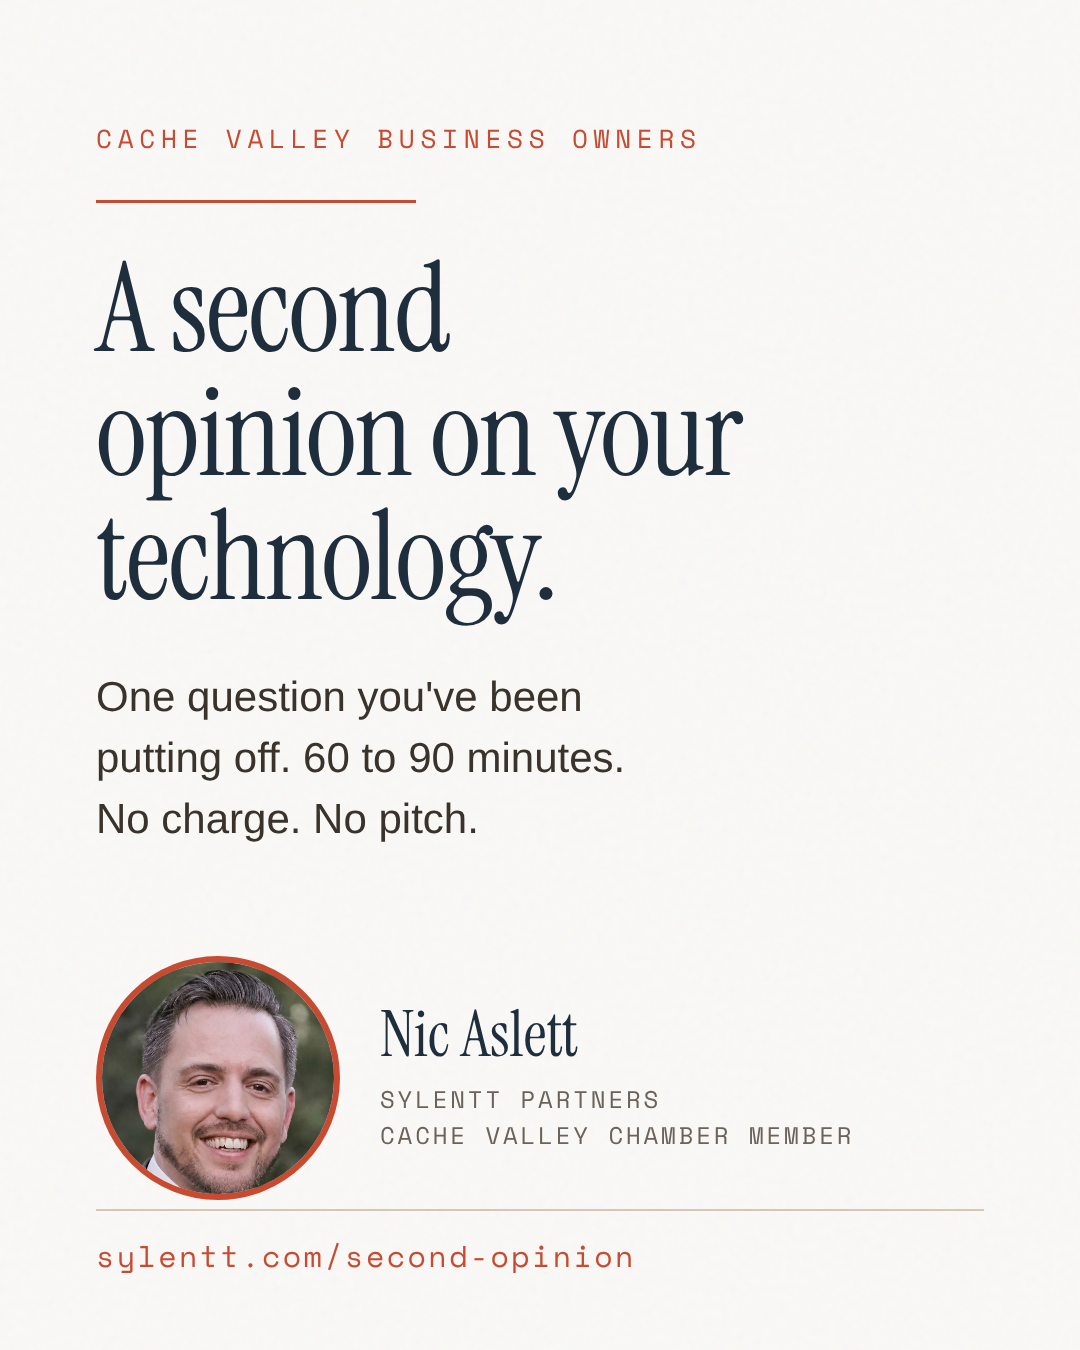 CACHE VALLEY BUSINESS OWNERS
A second
opinion on your
technology.
One question you've been
putting off. 60 to 90 minutes.
No charge. No pitch.
Nic Aslett
SYLENTT PARTNERS
CACHE VALLEY CHAMBER MEMBER
sylentt.com/second-opinion